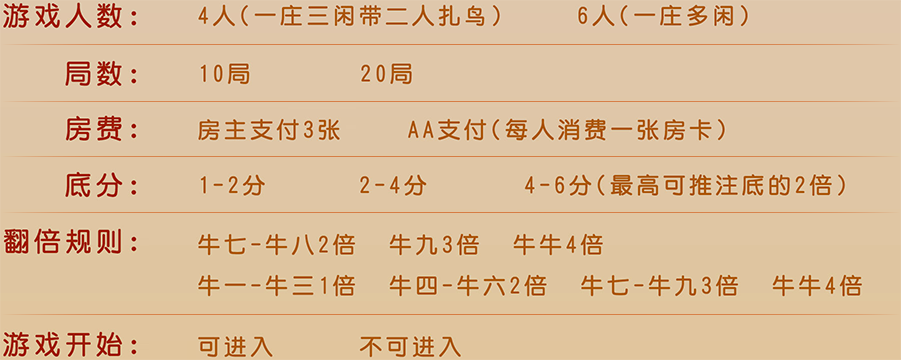 游戏人数： 4人(一庄三闲带二人扎鸟) 6人(一庄多闲)
局数： 10局 20局
房费： 房主支付3张 AA支付(每人消费一张房卡)
底分： 1-2分 2-4分 4-6分(最高可推注底的2倍)
翻倍规则： 牛七-牛八2倍 牛九3倍 牛牛4倍
牛一-牛三1倍 牛四-牛六2倍 牛七-牛九3倍 牛牛4倍
游戏开始： 可进入 不可进入